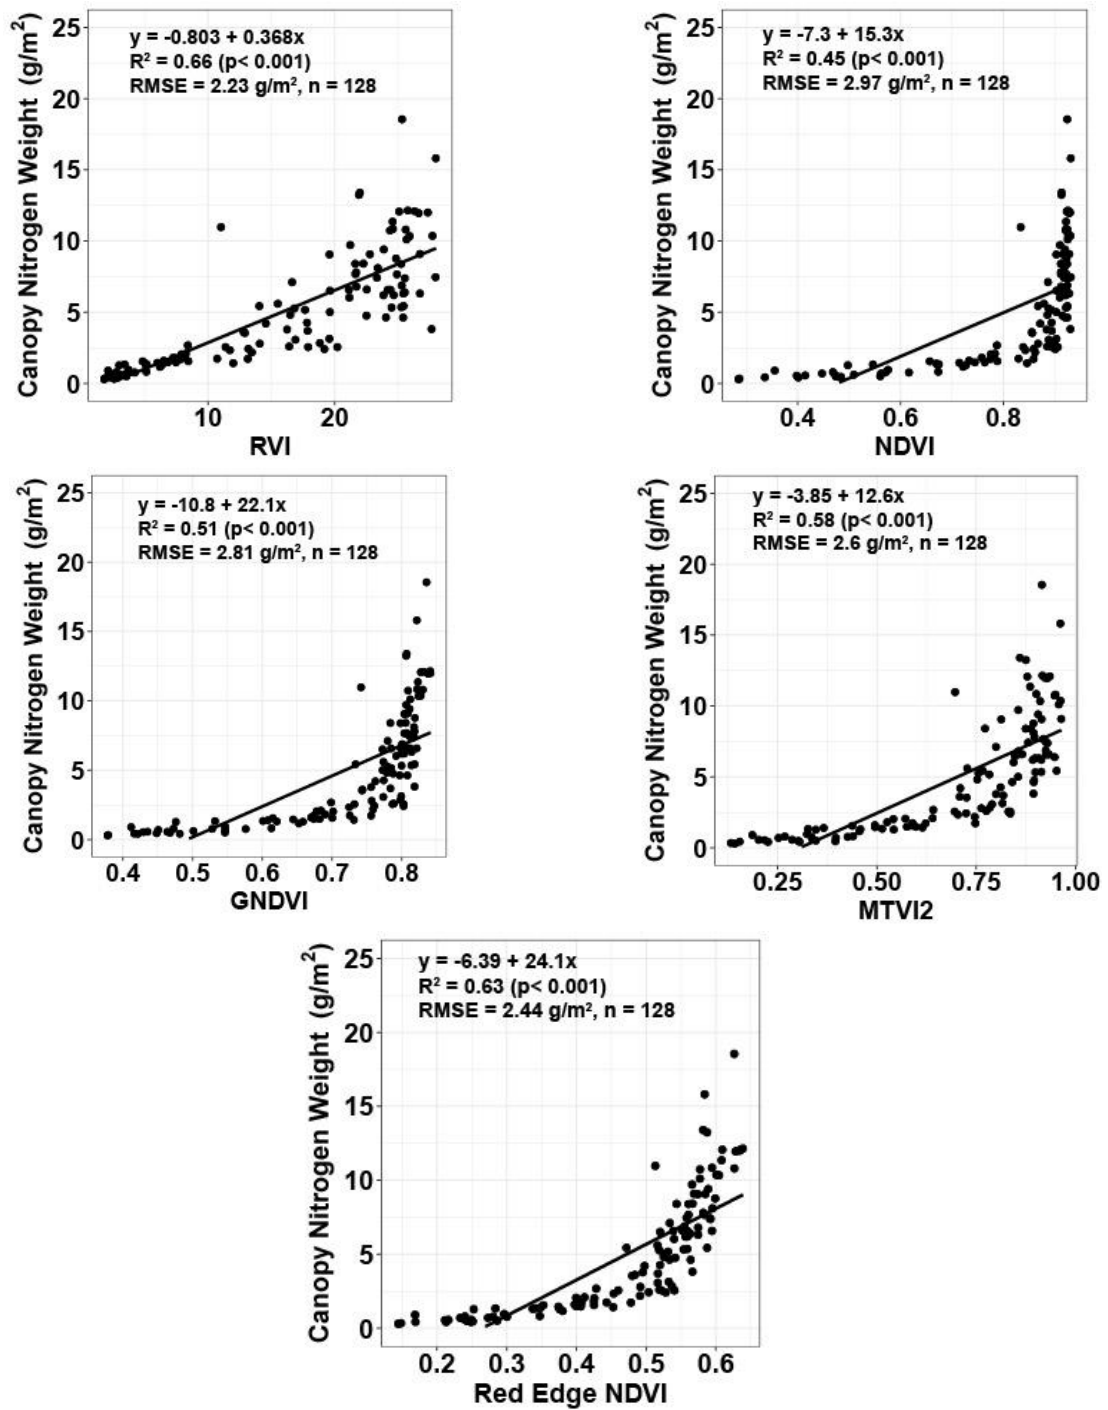 y = -0.803 + 0.368x
R² = 0.66 (p< 0.001)
RMSE = 2.23 g/m², n = 128
Canopy Nitrogen Weight (g/m²)
25
20
15
10
5
0
10 20
RVI
y = -7.3 + 15.3x
R² = 0.45 (p< 0.001)
RMSE = 2.97 g/m², n = 128
Canopy Nitrogen Weight (g/m²)
25
20
15
10
5
0
0.4 0.6 0.8
NDVI
y = -10.8 + 22.1x
R² = 0.51 (p< 0.001)
RMSE = 2.81 g/m², n = 128
Canopy Nitrogen Weight (g/m²)
25
20
15
10
5
0
0.4 0.5 0.6 0.7 0.8
GNDVI
y = -3.85 + 12.6x
R² = 0.58 (p< 0.001)
RMSE = 2.6 g/m², n = 128
Canopy Nitrogen Weight (g/m²)
25
20
15
10
5
0
0.25 0.50 0.75 1.00
MTVI2
y = -6.39 + 24.1x
R² = 0.63 (p< 0.001)
RMSE = 2.44 g/m², n = 128
Canopy Nitrogen Weight (g/m²)
25
20
15
10
5
0
0.2 0.3 0.4 0.5 0.6
Red Edge NDVI